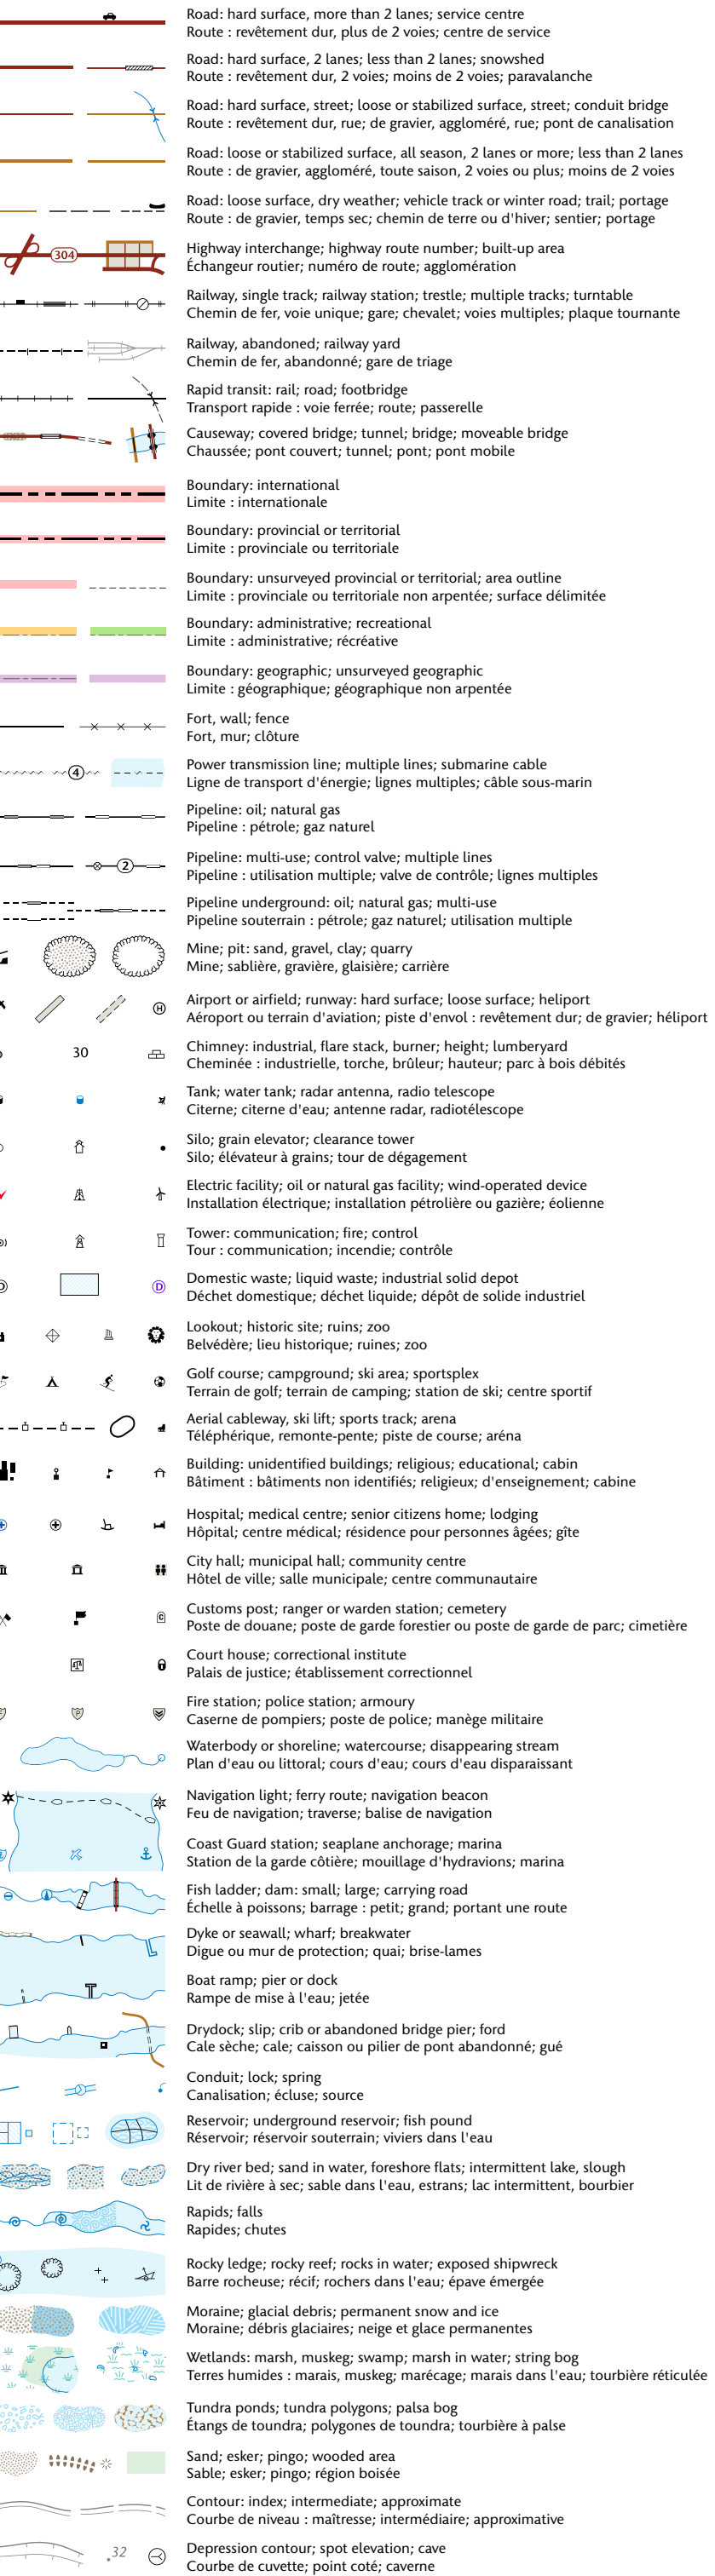 Road: hard surface, more than 2 lanes; service centre
Route : revêtement dur, plus de 2 voies; centre de service
Road: hard surface, 2 lanes; less than 2 lanes; snowshed
Route : revêtement dur, 2 voies; moins de 2 voies; paravalanche
Road: hard surface, street; loose or stabilized surface, street; conduit bridge
Route : revêtement dur, rue; de gravier, aggloméré, rue; pont de canalisation
Road: loose or stabilized surface, all season, 2 lanes or more; less than 2 lanes
Route : de gravier, aggloméré, toute saison, 2 voies ou plus; moins de 2 voies
Road: loose surface, dry weather; vehicle track or winter road; trail; portage
Route : de gravier, temps sec; chemin de terre ou d'hiver; sentier; portage
304
Highway interchange; highway route number; built-up area
Échangeur routier; numéro de route; agglomération
Railway, single track; railway station; trestle; multiple tracks; turntable
Chemin de fer, voie unique; gare; chevalet; voies multiples; plaque tournante
Railway, abandoned; railway yard
Chemin de fer, abandonné; gare de triage
Rapid transit: rail; road; footbridge
Transport rapide : voie ferrée; route; passerelle
Causeway; covered bridge; tunnel; bridge; moveable bridge
Chaussée; pont couvert; tunnel; pont; pont mobile
Boundary: international
Limite : internationale
Boundary: provincial or territorial
Limite : provinciale ou territoriale
Boundary: unsurveyed provincial or territorial; area outline
Limite : provinciale ou territoriale non arpentée; surface délimitée
Boundary: administrative; recreational
Limite : administrative; récréative
Boundary: geographic; unsurveyed geographic
Limite : géographique; géographique non arpentée
Fort, wall; fence
Fort, mur; clôture
4
Power transmission line; multiple lines; submarine cable
Ligne de transport d'énergie; lignes multiples; câble sous-marin
Pipeline: oil; natural gas
Pipeline : pétrole; gaz naturel
2
Pipeline: multi-use; control valve; multiple lines
Pipeline : utilisation multiple; valve de contrôle; lignes multiples
Pipeline underground: oil; natural gas; multi-use
Pipeline souterrain : pétrole; gaz naturel; utilisation multiple
Mine; pit: sand, gravel, clay; quarry
Mine; sablière, gravière, glaisière; carrière
H
Airport or airfield; runway: hard surface; loose surface; heliport
Aéroport ou terrain d'aviation; piste d'envol : revêtement dur; de gravier; héliport
30
Chimney: industrial, flare stack, burner; height; lumberyard
Cheminée : industrielle, torche, brûleur; hauteur; parc à bois débités
Tank; water tank; radar antenna, radio telescope
Citerne; citerne d'eau; antenne radar, radiotélescope
Silo; grain elevator; clearance tower
Silo; élévateur à grains; tour de dégagement
Electric facility; oil or natural gas facility; wind-operated device
Installation électrique; installation pétrolière ou gazière; éolienne
Tower: communication; fire; control
Tour : communication; incendie; contrôle
D D
Domestic waste; liquid waste; industrial solid depot
Déchet domestique; déchet liquide; dépôt de solide industriel
Lookout; historic site; ruins; zoo
Belvédère; lieu historique; ruines; zoo
Golf course; campground; ski area; sportsplex
Terrain de golf; terrain de camping; station de ski; centre sportif
Aerial cableway, ski lift; sports track; arena
Téléphérique, remonte-pente; piste de course; aréna
Building: unidentified buildings; religious; educational; cabin
Bâtiment : bâtiments non identifiés; religieux; d'enseignement; cabine
Hospital; medical centre; senior citizens home; lodging
Hôpital; centre médical; résidence pour personnes âgées; gîte
City hall; municipal hall; community centre
Hôtel de ville; salle municipale; centre communautaire
C
Customs post; ranger or warden station; cemetery
Poste de douane; poste de garde forestier ou poste de garde de parc; cimetière
Court house; correctional institute
Palais de justice; établissement correctionnel
P
Fire station; police station; armoury
Caserne de pompiers; poste de police; manège militaire
Waterbody or shoreline; watercourse; disappearing stream
Plan d'eau ou littoral; cours d'eau; cours d'eau disparaissant
Navigation light; ferry route; navigation beacon
Feu de navigation; traverse; balise de navigation
Coast Guard station; seaplane anchorage; marina
Station de la garde côtière; mouillage d'hydravions; marina
Fish ladder; dam: small; large; carrying road
Échelle à poissons; barrage : petit; grand; portant une route
Dyke or seawall; wharf; breakwater
Digue ou mur de protection; quai; brise-lames
Boat ramp; pier or dock
Rampe de mise à l'eau; jetée
Drydock; slip; crib or abandoned bridge pier; ford
Cale sèche; cale; caisson ou pilier de pont abandonné; gué
Conduit; lock; spring
Canalisation; écluse; source
Reservoir; underground reservoir; fish pound
Réservoir; réservoir souterrain; viviers dans l'eau
Dry river bed; sand in water, foreshore flats; intermittent lake, slough
Lit de rivière à sec; sable dans l'eau, estrans; lac intermittent, bourbier
Rapids; falls
Rapides; chutes
Rocky ledge; rocky reef; rocks in water; exposed shipwreck
Barre rocheuse; récif; rochers dans l'eau; épave émergée
Moraine; glacial debris; permanent snow and ice
Moraine; débris glaciaires; neige et glace permanentes
Wetlands: marsh, muskeg; swamp; marsh in water; string bog
Terres humides : marais, muskeg; marécage; marais dans l'eau; tourbière réticulée
Tundra ponds; tundra polygons; palsa bog
Étangs de toundra; polygones de toundra; tourbière à palse
Sand; esker; pingo; wooded area
Sable; esker; pingo; région boisée
Contour: index; intermediate; approximate
Courbe de niveau : maîtresse; intermédiaire; approximative
32
Depression contour; spot elevation; cave
Courbe de cuvette; point coté; caverne